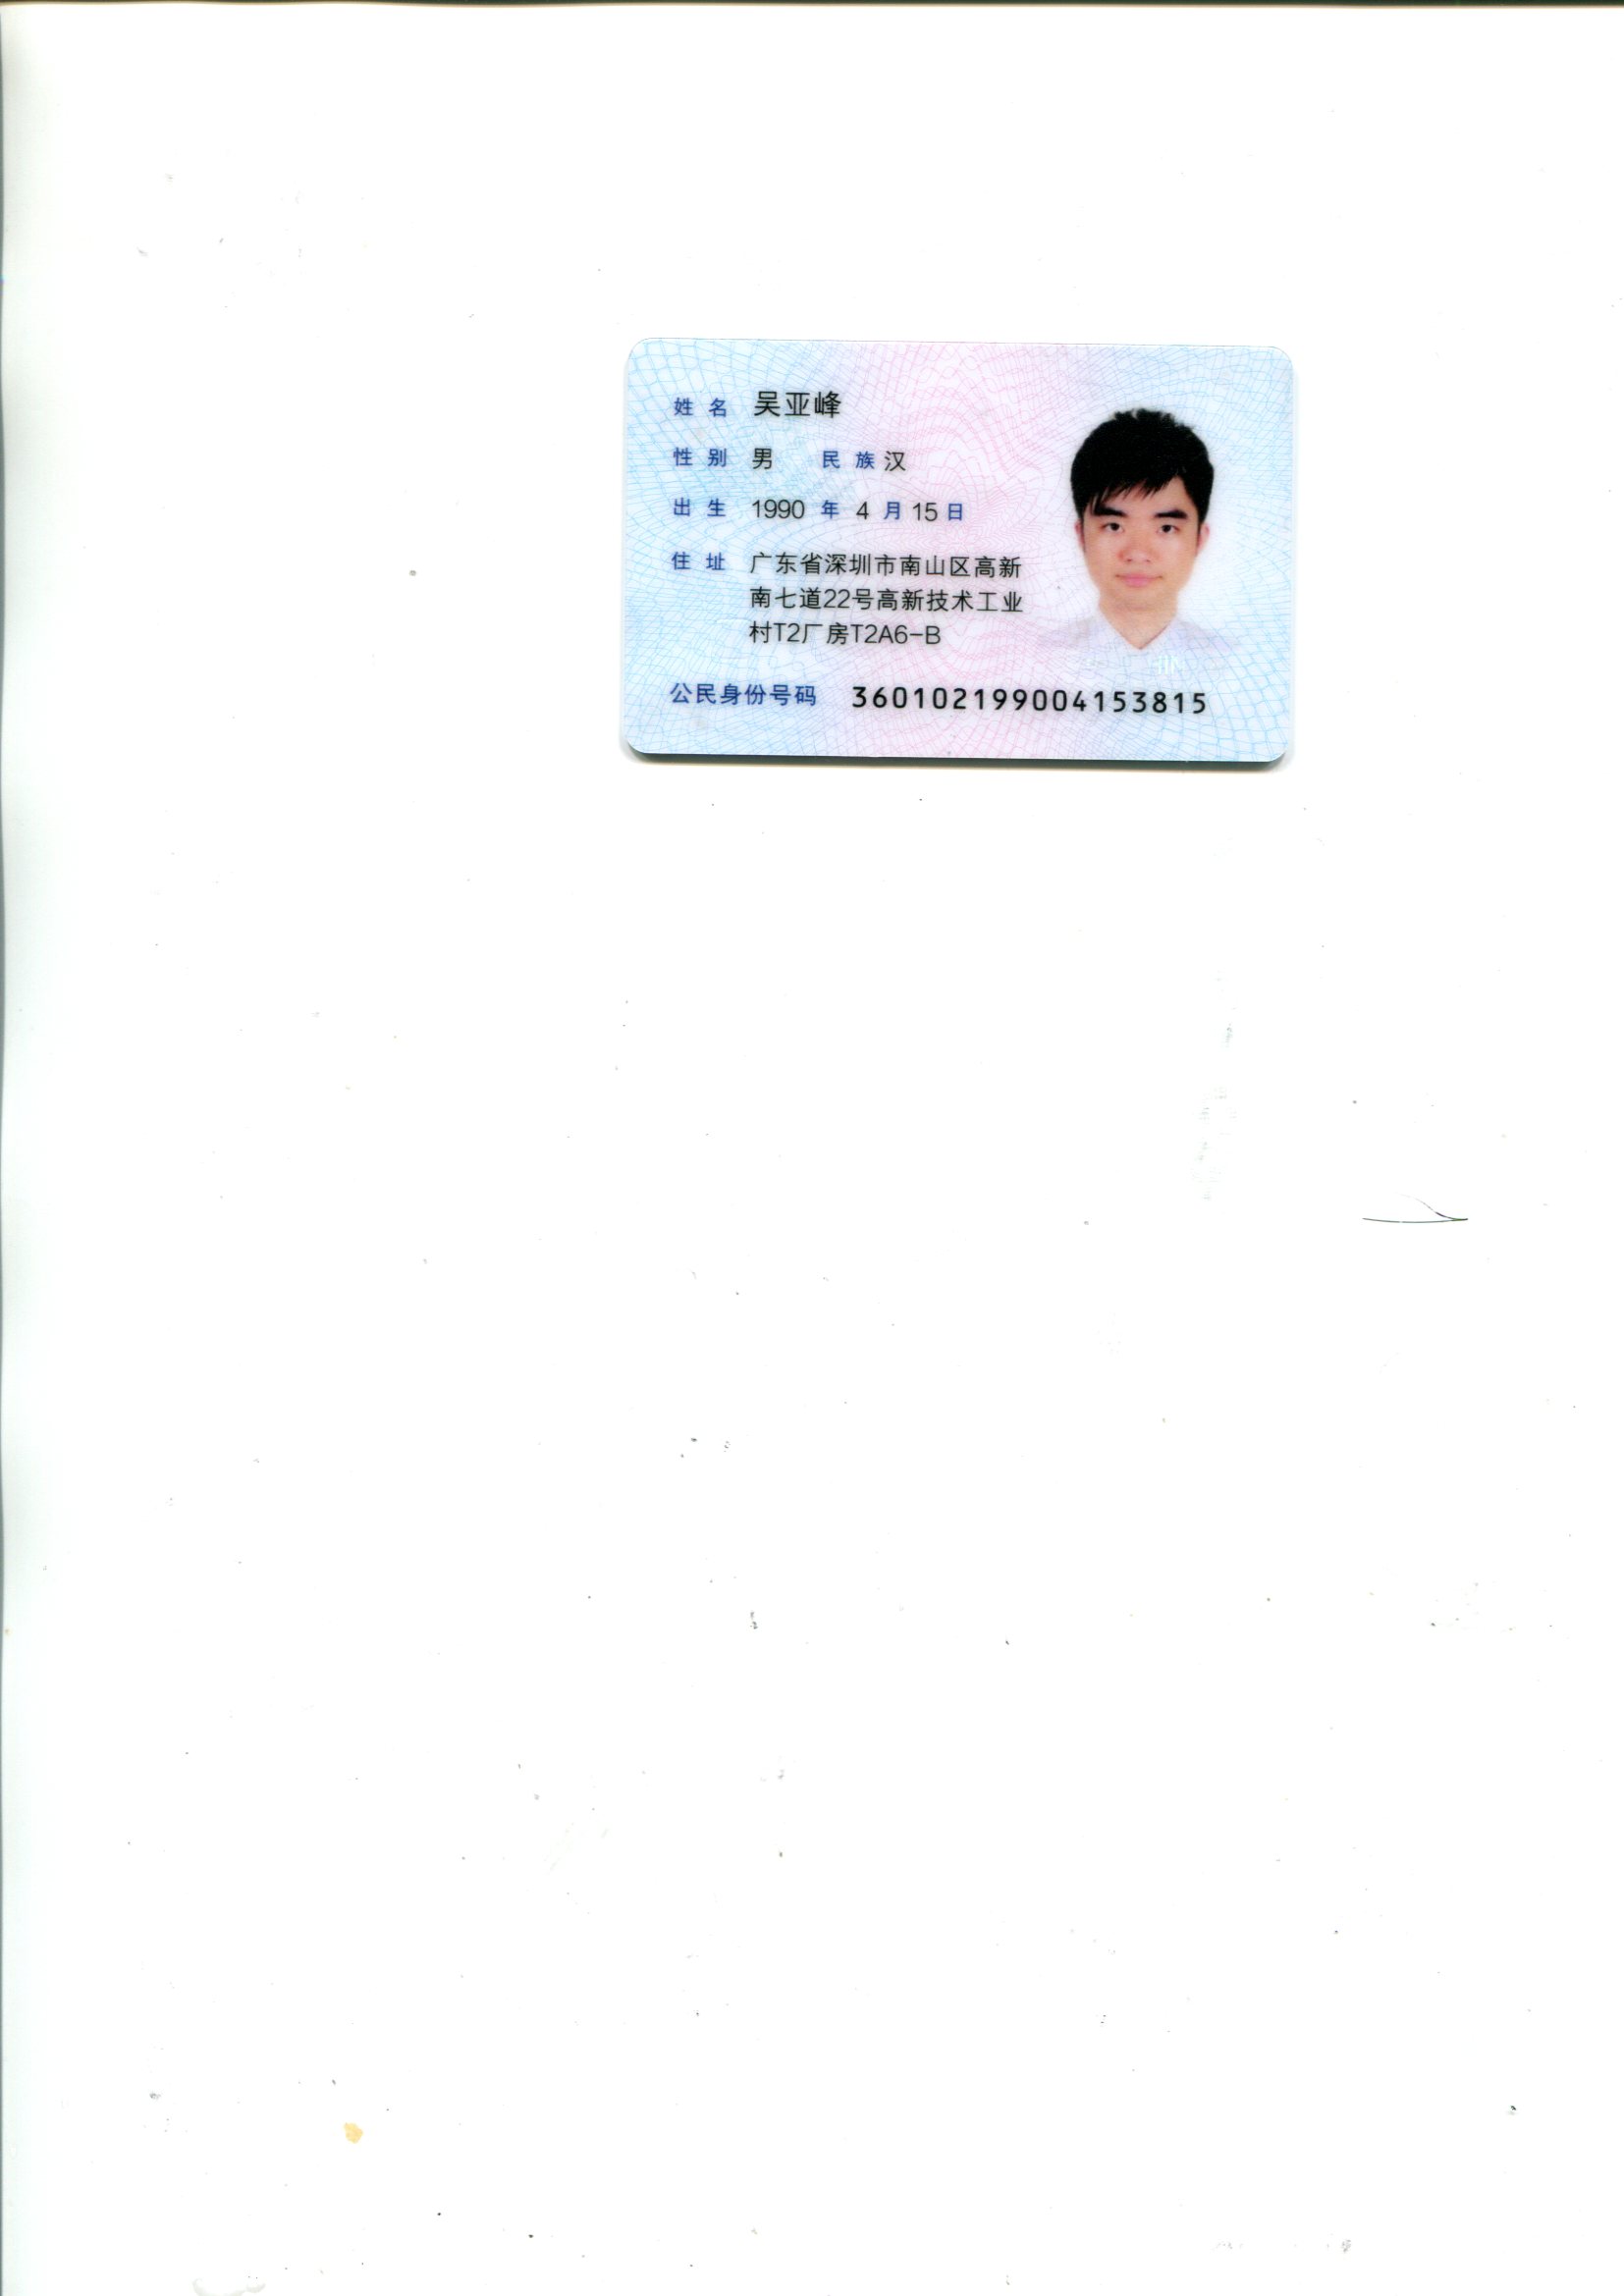 姓名 吴亚峰
性别 男 民族 汉
出生 1990 年 4 月 15 日
住址 广东省深圳市南山区高新
南七道22号高新技术工业
村T2厂房T2A6-B
公民身份号码 360102199004153815